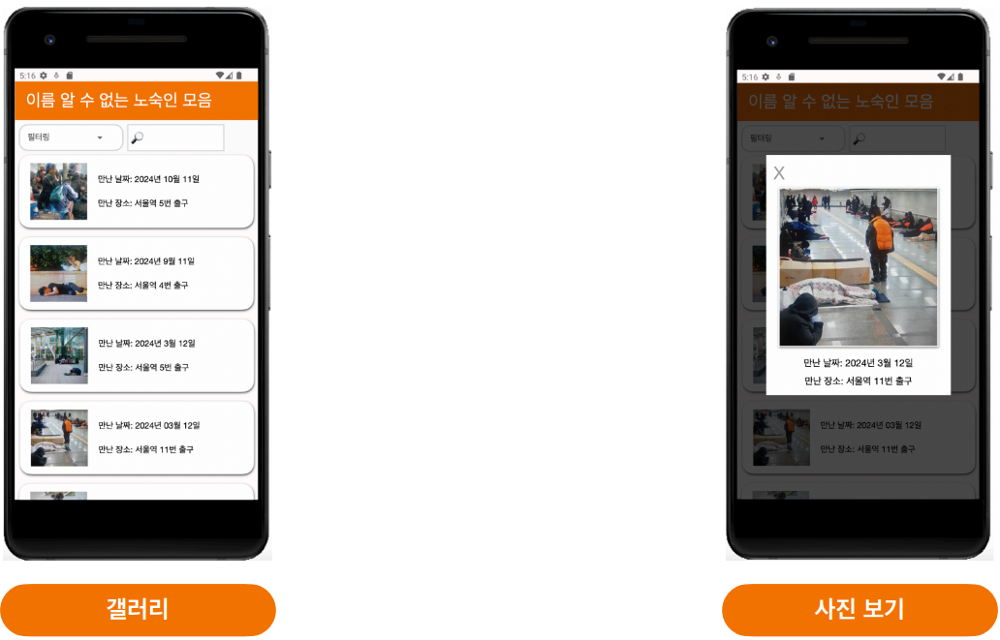 5:16
이름 알 수 없는 노숙인 모음
필터링
만난 날짜: 2024년 10월 11일
만난 장소: 서울역 5번 출구
만난 날짜: 2024년 9월 11일
만난 장소: 서울역 4번 출구
만난 날짜: 2024년 3월 12일
만난 장소: 서울역 5번 출구
만난 날짜: 2024년 03월 12일
만난 장소: 서울역 11번 출구
갤러리
5:16
이름 알 수 없는 노숙인 모음
필터링
X
만난 날짜: 2024년 3월 12일
만난 장소: 서울역 11번 출구
만난 날짜: 2024년 03월 12일
만난 장소: 서울역 11번 출구
사진 보기